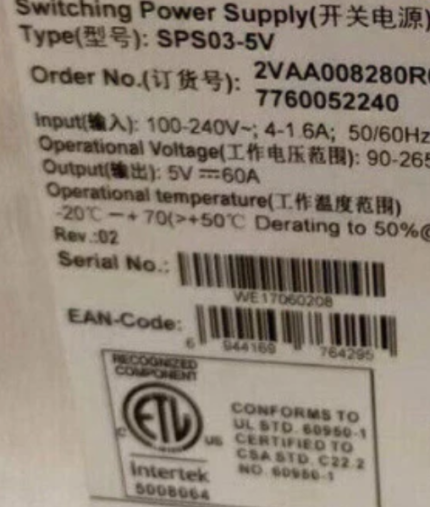 Switching Power Supply(开关电源)
Type(型号): SPS03-5V
Order No.(订货号): 2VAA008280R
7760052240
Input(输入): 100-240V~; 4-1.6A; 50/60Hz
Operational Voltage(工作电压范围): 90-265
Output(输出): 5V ⎓60A
Operational temperature(工作温度范围)
-20℃ —+ 70(>+50℃ Derating to 50%@
Rev.:02
Serial No.:
WE17060208
EAN-Code:
6 944169 764295
RECOGNIZED
COMPONENT
ETL
C US
Intertek
5008064
CONFORMS TO
UL STD. 60950-1
CERTIFIED TO
CSA STD. C22.2
NO. 60950-1